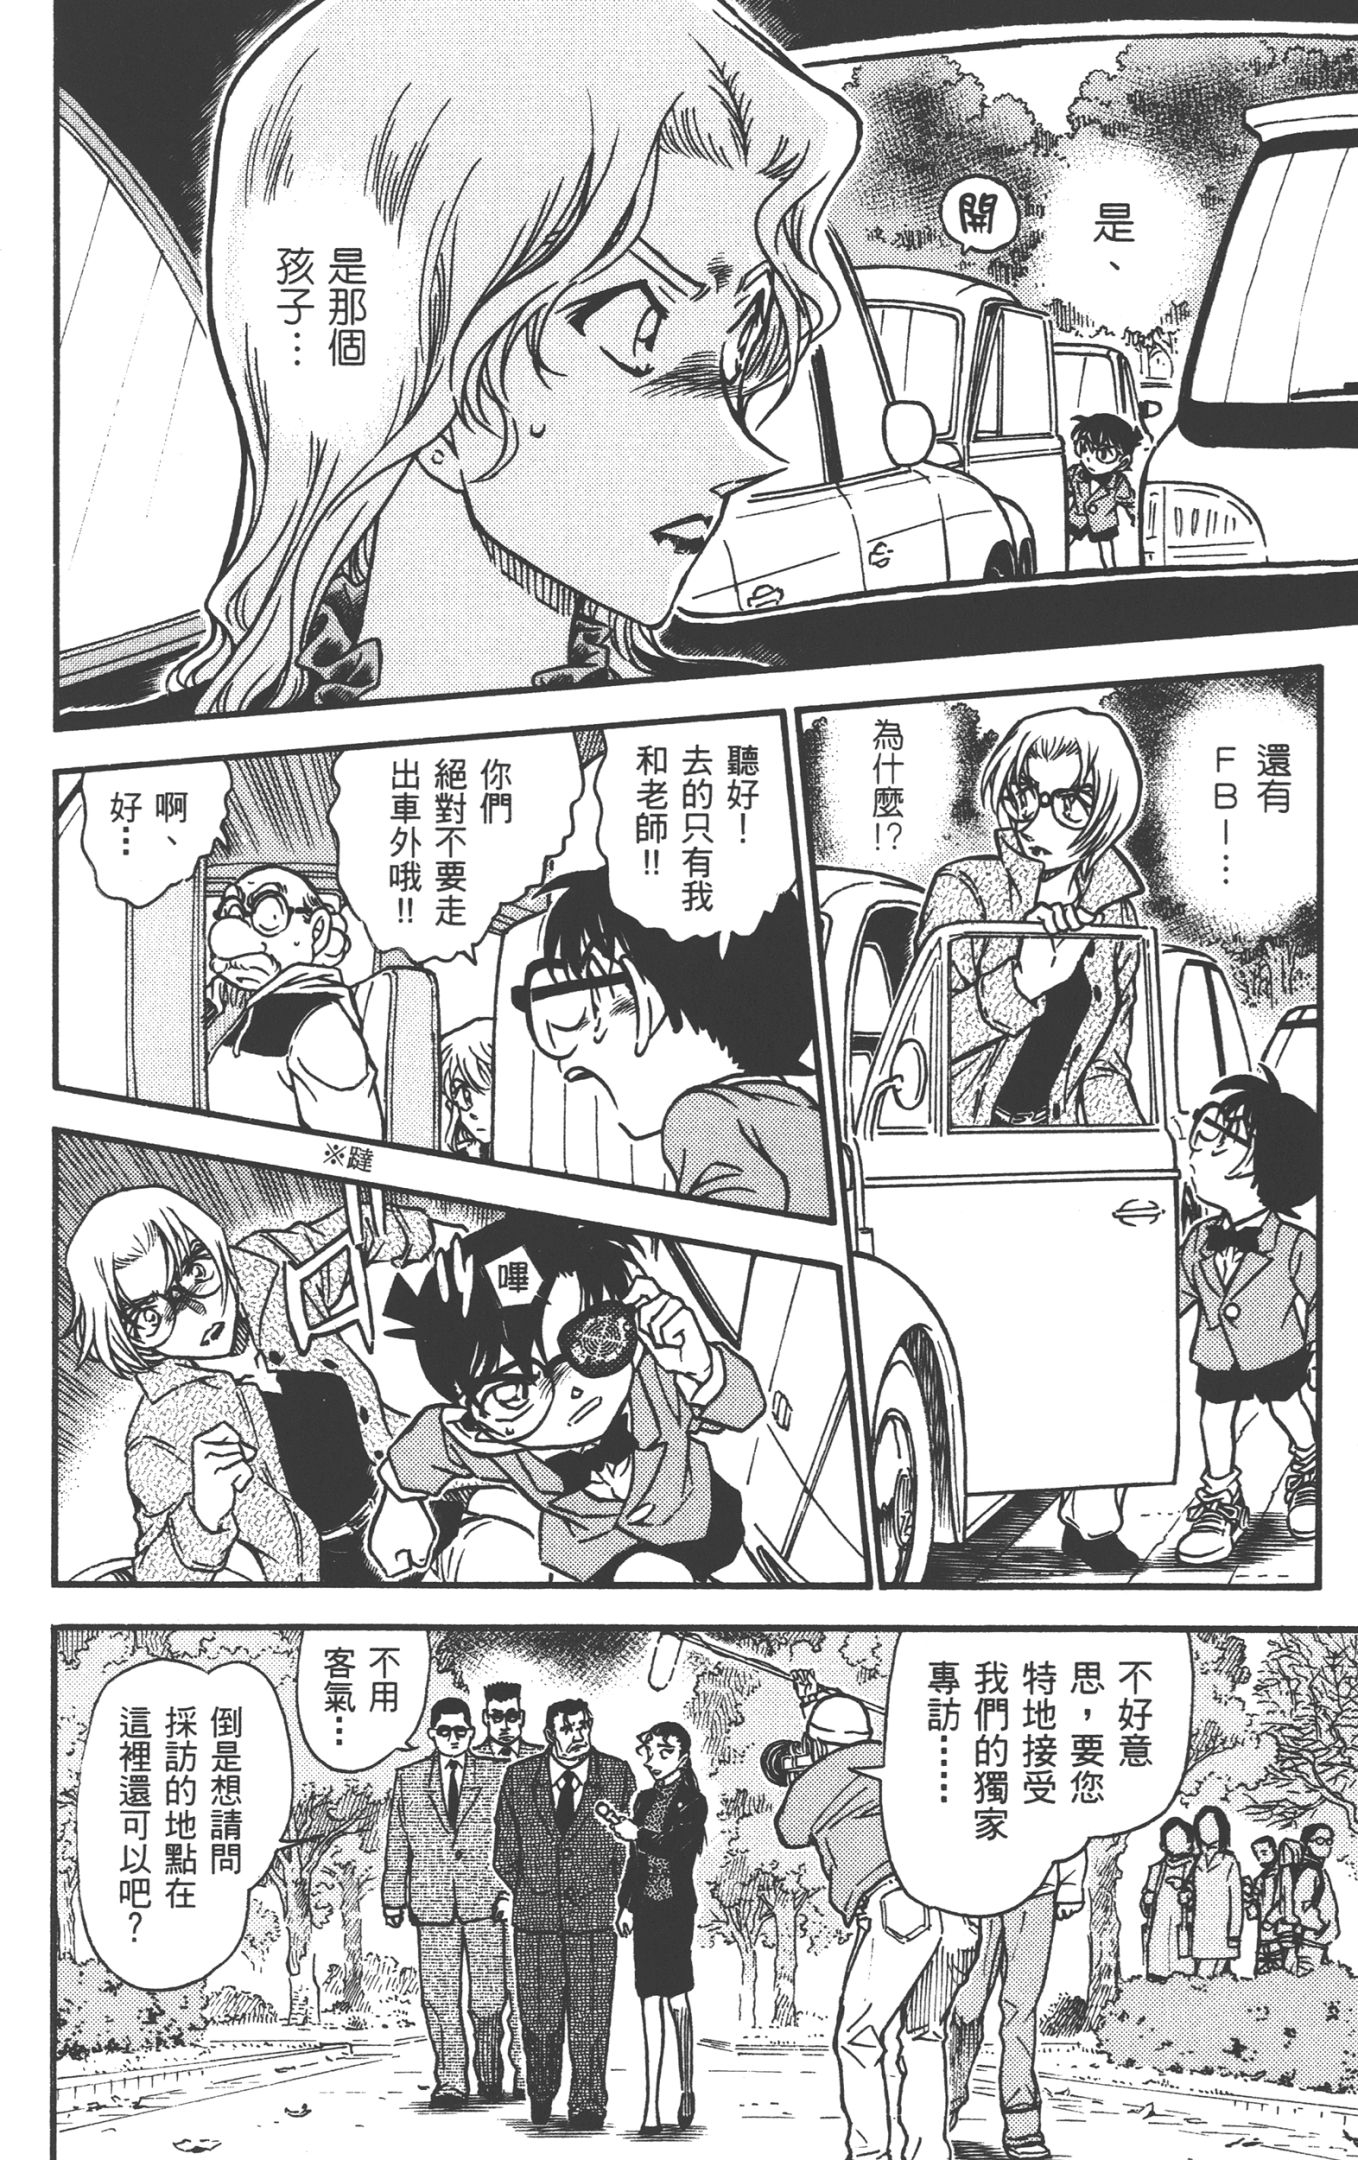 是、
開
是那個
孩子…
還有
FBI…
為什麼!?
聽好!
去的只有我
和老師!!
你們
絕對不要走
出車外哦!!
啊、
好…
※躂
嗶
不好意
思，要您
特地接受
我們的獨家
專訪……
不用
客氣…
倒是想請問
採訪的地點在
這裡還可以吧?